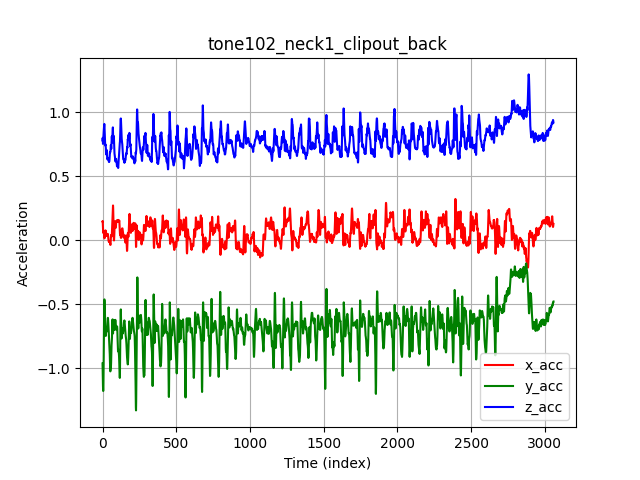 tone102_neck1_clipout_back
Acceleration
1.0
0.5
0.0
−0.5
−1.0
x_acc
y_acc
z_acc
0 500 1000 1500 2000 2500 3000
Time (index)